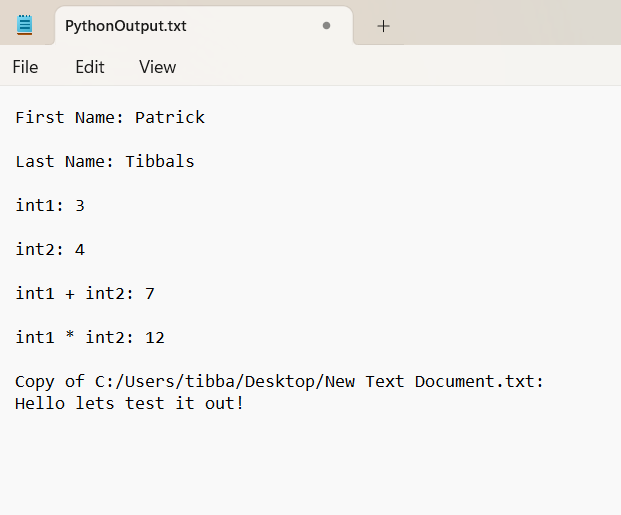 PythonOutput.txt
File Edit View
First Name: Patrick
Last Name: Tibbals
int1: 3
int2: 4
int1 + int2: 7
int1 * int2: 12
Copy of C:/Users/tibba/Desktop/New Text Document.txt:
Hello lets test it out!